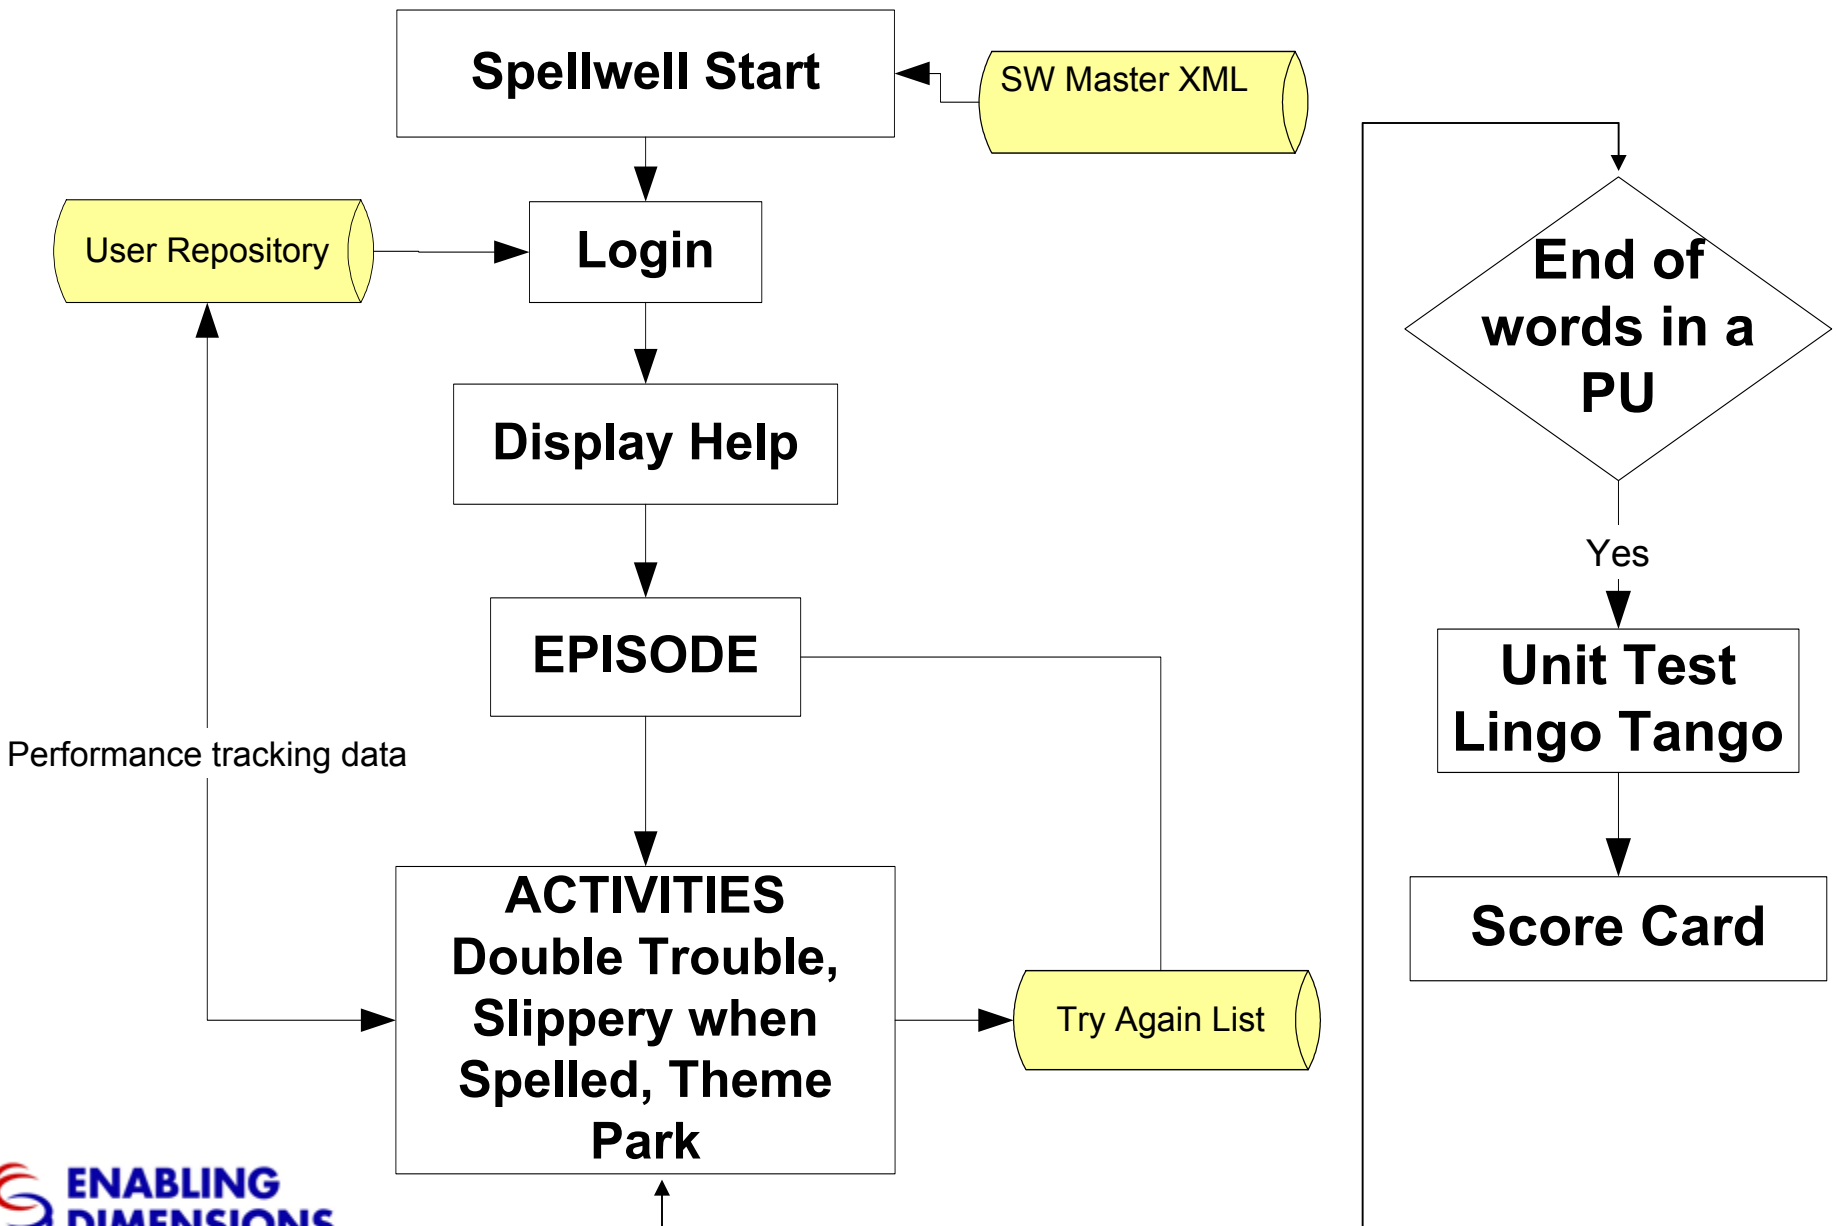 Spellwell Start
SW Master XML
User Repository
Login
Display Help
EPISODE
Performance tracking data
ACTIVITIES
Double Trouble,
Slippery when
Spelled, Theme
Park
Try Again List
End of
words in a
PU
Yes
Unit Test
Lingo Tango
Score Card
ENABLING
DIMENSIONS